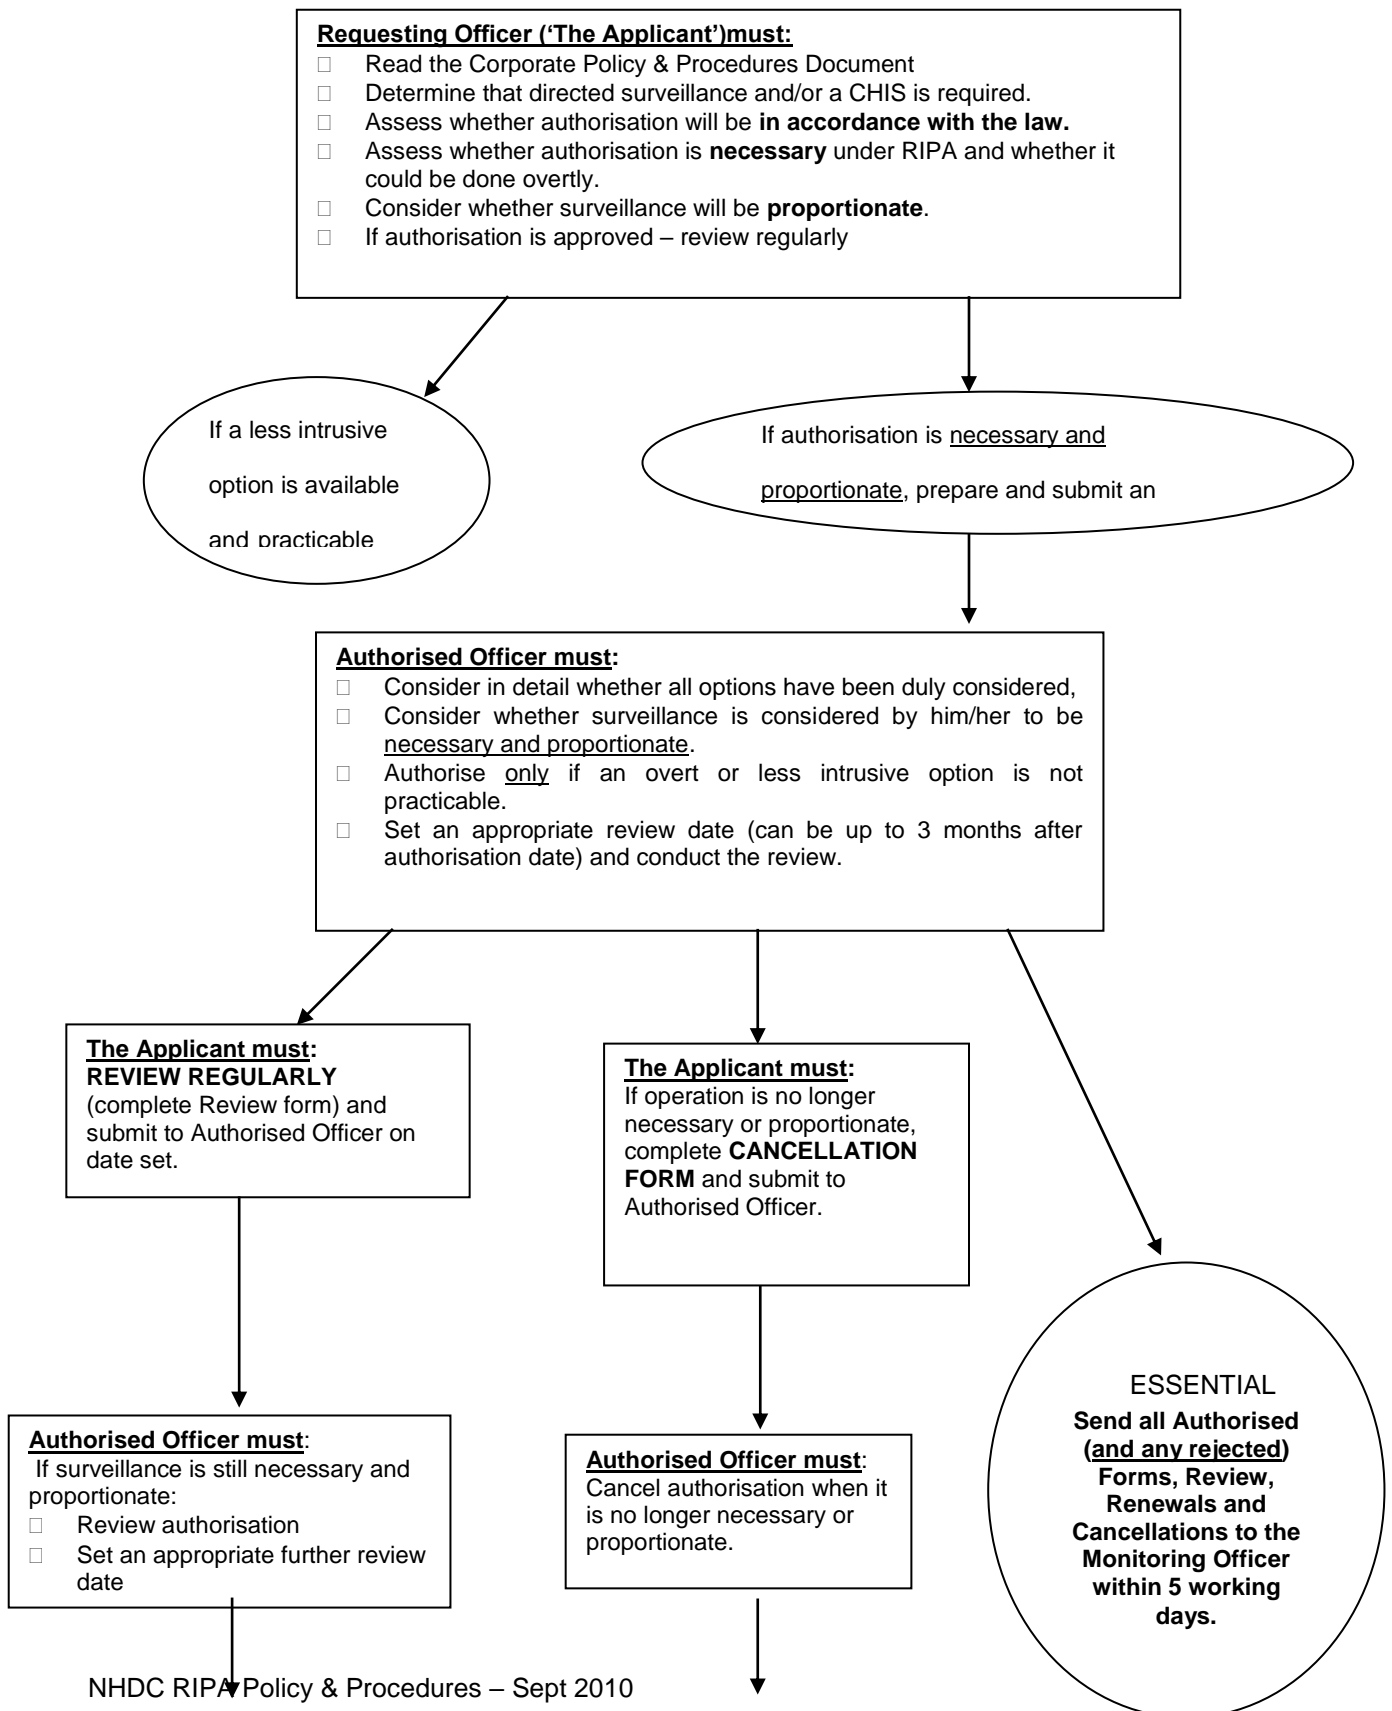 Requesting Officer (‘The Applicant’)must:
□ Read the Corporate Policy & Procedures Document
□ Determine that directed surveillance and/or a CHIS is required.
□ Assess whether authorisation will be in accordance with the law.
□ Assess whether authorisation is necessary under RIPA and whether it
could be done overtly.
□ Consider whether surveillance will be proportionate.
□ If authorisation is approved – review regularly
If a less intrusive
option is available
and practicable
If authorisation is necessary and
proportionate, prepare and submit an
Authorised Officer must:
□ Consider in detail whether all options have been duly considered,
□ Consider whether surveillance is considered by him/her to be
necessary and proportionate.
□ Authorise only if an overt or less intrusive option is not
practicable.
□ Set an appropriate review date (can be up to 3 months after
authorisation date) and conduct the review.
The Applicant must:
REVIEW REGULARLY
(complete Review form) and
submit to Authorised Officer on
date set.
The Applicant must:
If operation is no longer
necessary or proportionate,
complete CANCELLATION
FORM and submit to
Authorised Officer.
Authorised Officer must:
If surveillance is still necessary and
proportionate:
□ Review authorisation
□ Set an appropriate further review
date
Authorised Officer must:
Cancel authorisation when it
is no longer necessary or
proportionate.
ESSENTIAL
Send all Authorised
(and any rejected)
Forms, Review,
Renewals and
Cancellations to the
Monitoring Officer
within 5 working
days.
NHDC RIPA Policy & Procedures – Sept 2010